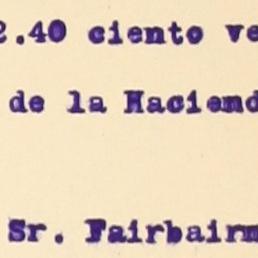 2.40 ciento ve
de la Haciend
Sr. Fairbairn